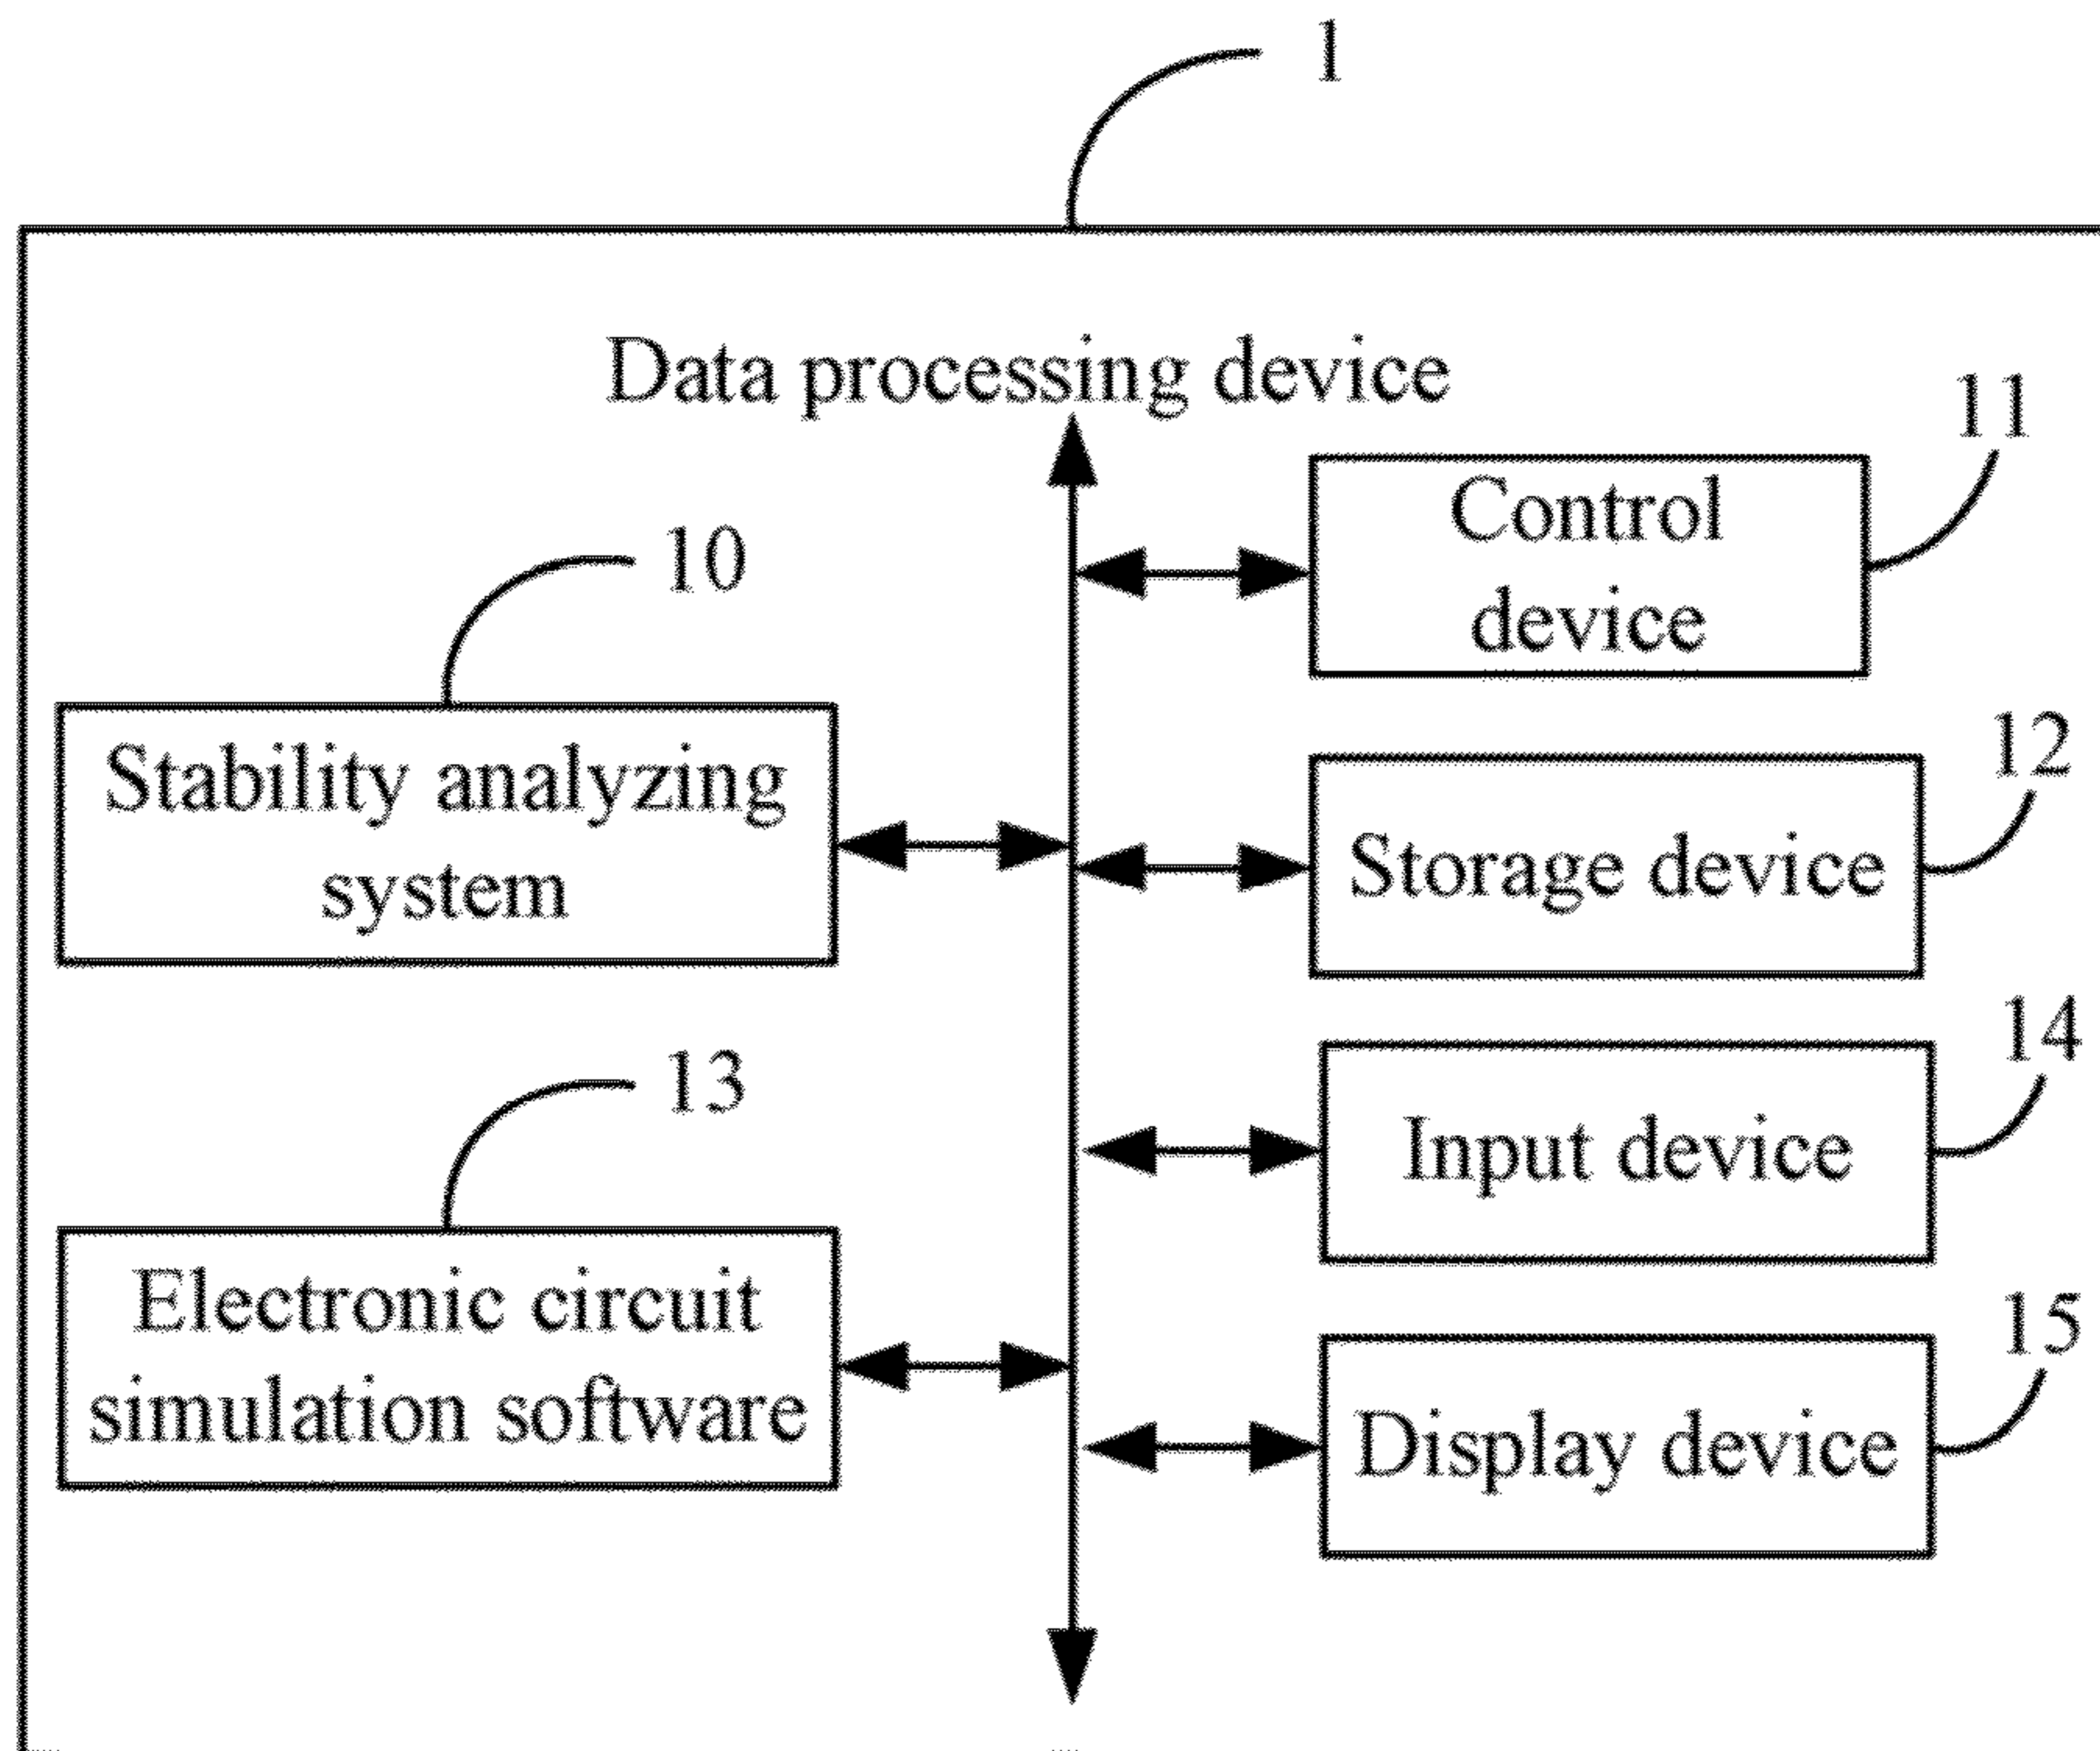 1
Data processing device
11
Control
device
10
Stability analyzing
system
12
Storage device
14
Input device
13
Electronic circuit
simulation software
15
Display device